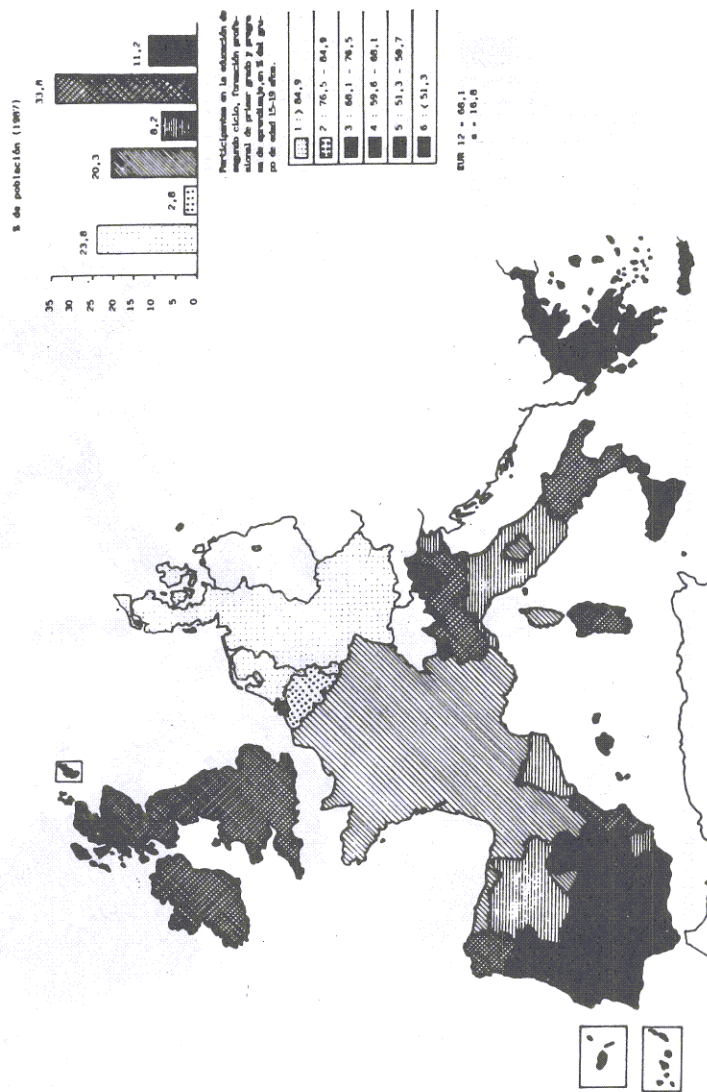 % de población (1987)
35
30
25
20
15
10
5
0
23,8
2,8
20,3
8,2
33,8
11,2
Participantes en la educación de
segundo ciclo, formación profe-
sional de primer grado y progra
ma de aprendizaje, en % del gru-
po de edad 15-19 años.
1 : > 84,9
2 : 76,5 - 84,9
3 : 68,1 - 76,5
4 : 59,6 - 68,1
5 : 51,3 - 59,7
6 : < 51,3
EUR 12 = 68,1
s = 16,8